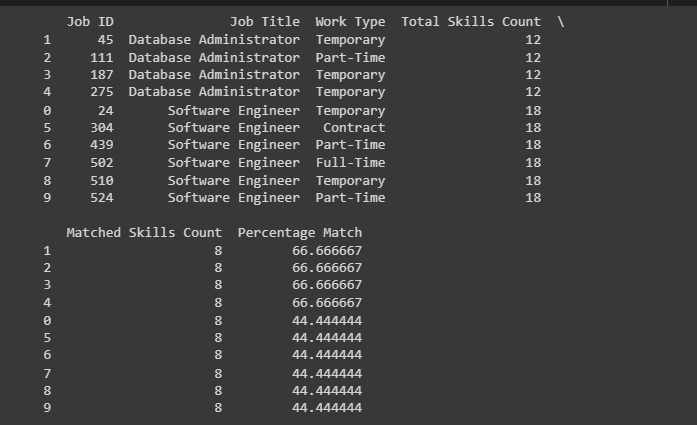 Job ID Job Title Work Type Total Skills Count \
1 45 Database Administrator Temporary 12
2 111 Database Administrator Part-Time 12
3 187 Database Administrator Temporary 12
4 275 Database Administrator Temporary 12
0 24 Software Engineer Temporary 18
5 304 Software Engineer Contract 18
6 439 Software Engineer Part-Time 18
7 502 Software Engineer Full-Time 18
8 510 Software Engineer Temporary 18
9 524 Software Engineer Part-Time 18
Matched Skills Count Percentage Match
1 8 66.666667
2 8 66.666667
3 8 66.666667
4 8 66.666667
0 8 44.444444
5 8 44.444444
6 8 44.444444
7 8 44.444444
8 8 44.444444
9 8 44.444444